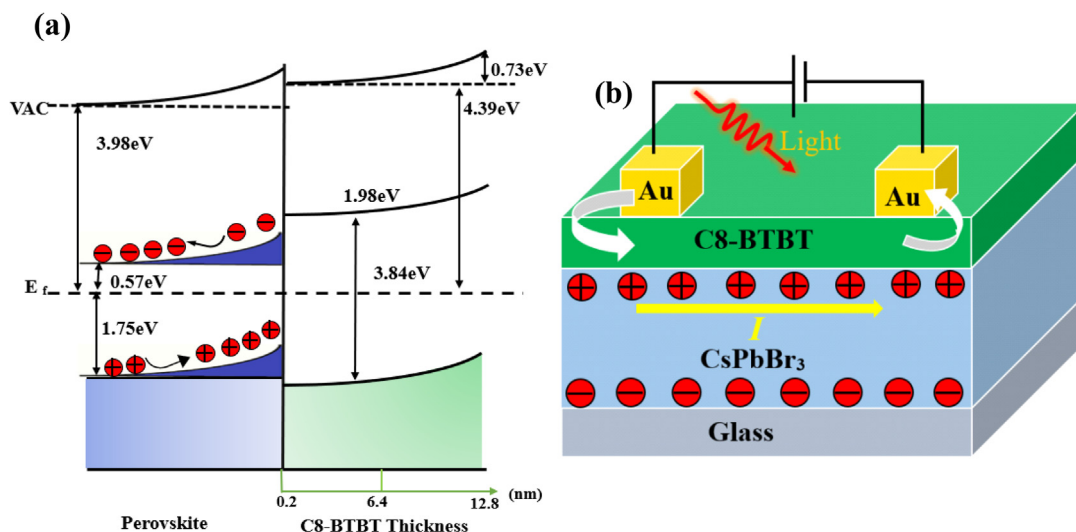 (a)
VAC
3.98eV
0.73eV
4.39eV
1.98eV
3.84eV
0.57eV
E f
1.75eV
0.2
6.4
12.8
(nm)
Perovskite
C8-BTBT Thickness
(b)
Light
Au
Au
C8-BTBT
I
CsPbBr₃
Glass